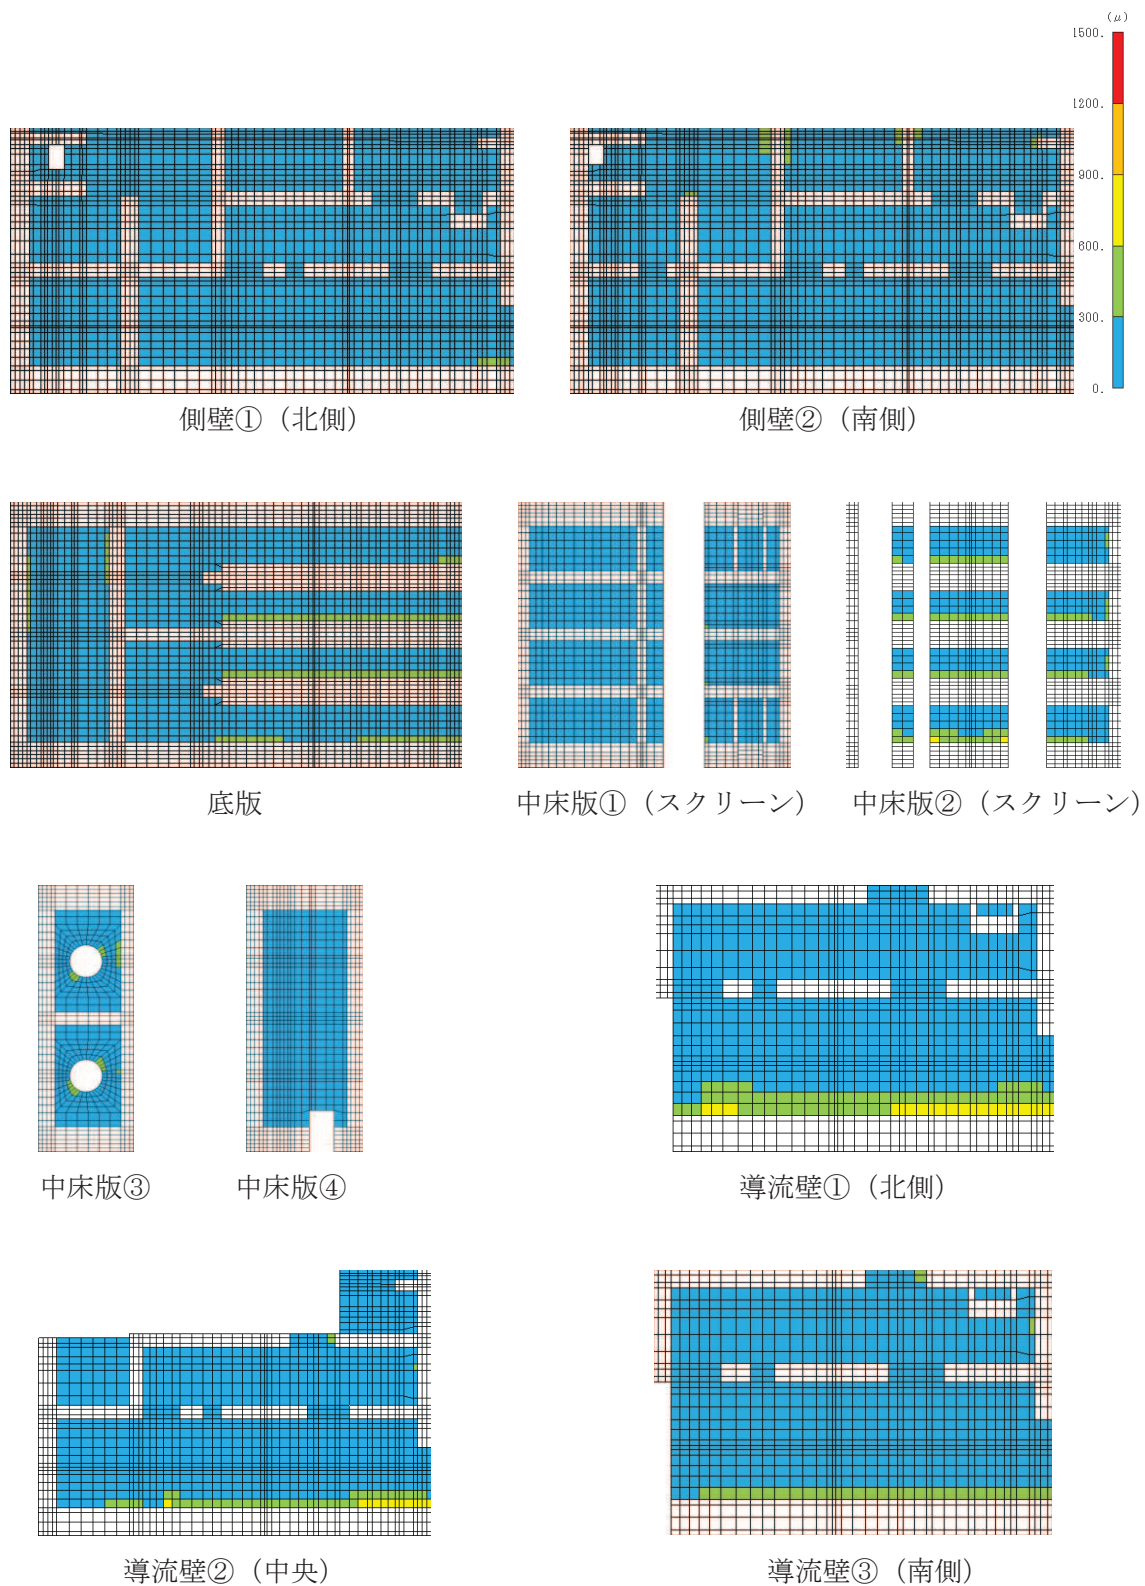 (μ)
1500.
1200.
900.
600.
300.
0.
側壁①（北側）
側壁②（南側）
底版
中床版①（スクリーン）
中床版②（スクリーン）
中床版③
中床版④
導流壁①（北側）
導流壁②（中央）
導流壁③（南側）